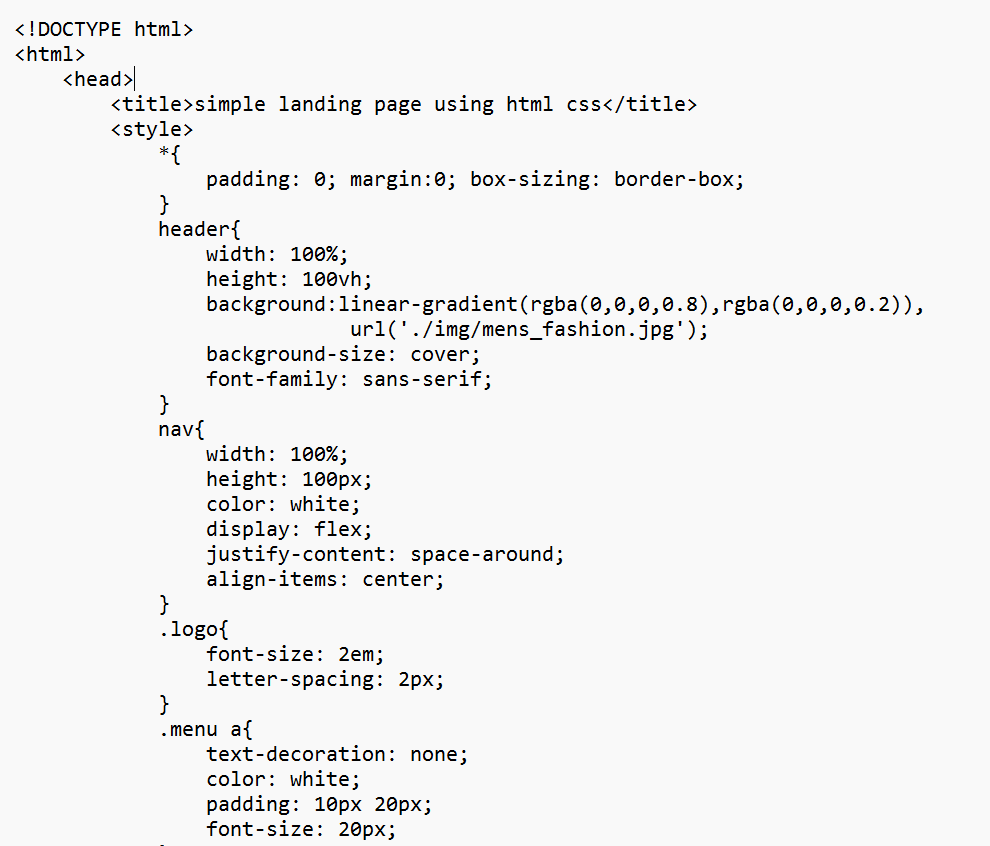 <!DOCTYPE html>
<html>
    <head>
        <title>simple landing page using html css</title>
        <style>
            *{
                padding: 0; margin:0; box-sizing: border-box;
            }
            header{
                width: 100%;
                height: 100vh;
                background:linear-gradient(rgba(0,0,0,0.8),rgba(0,0,0,0.2)),
                            url('./img/mens_fashion.jpg');
                background-size: cover;
                font-family: sans-serif;
            }
            nav{
                width: 100%;
                height: 100px;
                color: white;
                display: flex;
                justify-content: space-around;
                align-items: center;
            }
            .logo{
                font-size: 2em;
                letter-spacing: 2px;
            }
            .menu a{
                text-decoration: none;
                color: white;
                padding: 10px 20px;
                font-size: 20px;